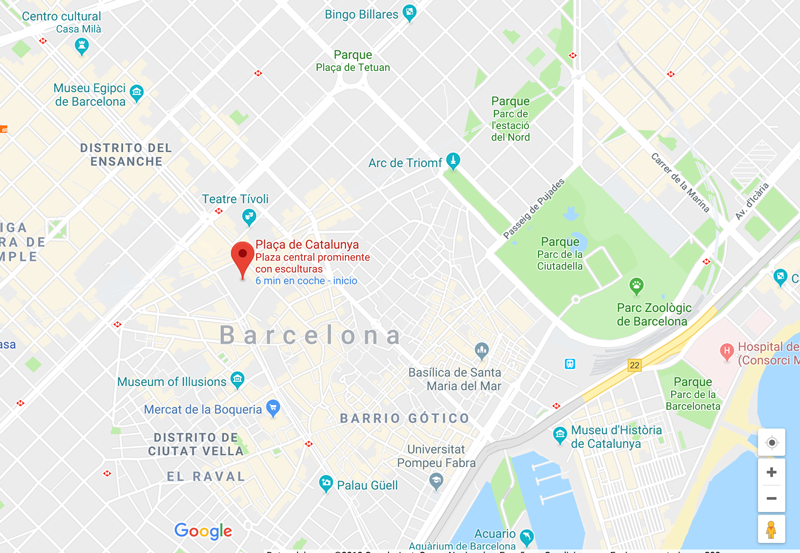 Centro cultural
Casa Milà
Bingo Billares
Parque
Plaça de Tetuan
Museu Egipci
de Barcelona
Parque
Parc de
l'estació
del Nord
DISTRITO DEL
ENSANCHE
Arc de Triomf
Carrer de la Marina
Av. d'Icària
Passeig de Pujades
Teatre Tívoli
Plaça de Catalunya
Plaza central prominente
con esculturas
6 min en coche - inicio
Parque
Parc de la
Ciutadella
Parc Zoològic
de Barcelona
Barcelona
22
Hospital de
(Consorci M
Basílica de Santa
Maria del Mar
Museum of Illusions
Mercat de la Boqueria
Parque
Parc de la
Barceloneta
BARRIO GÓTICO
DISTRITO DE
CIUTAT VELLA
EL RAVAL
Museu d'Història
de Catalunya
Universitat
Pompeu Fabra
Palau Güell
Google
Acuario
Aquàrium de Barcelona